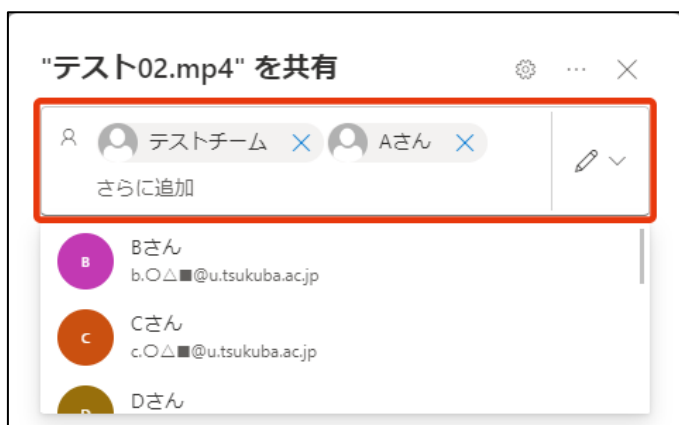 "テスト02.mp4" を共有
テストチーム Aさん
さらに追加
B
Bさん
b.〇△■@u.tsukuba.ac.jp
C
Cさん
c.〇△■@u.tsukuba.ac.jp
D
Dさん